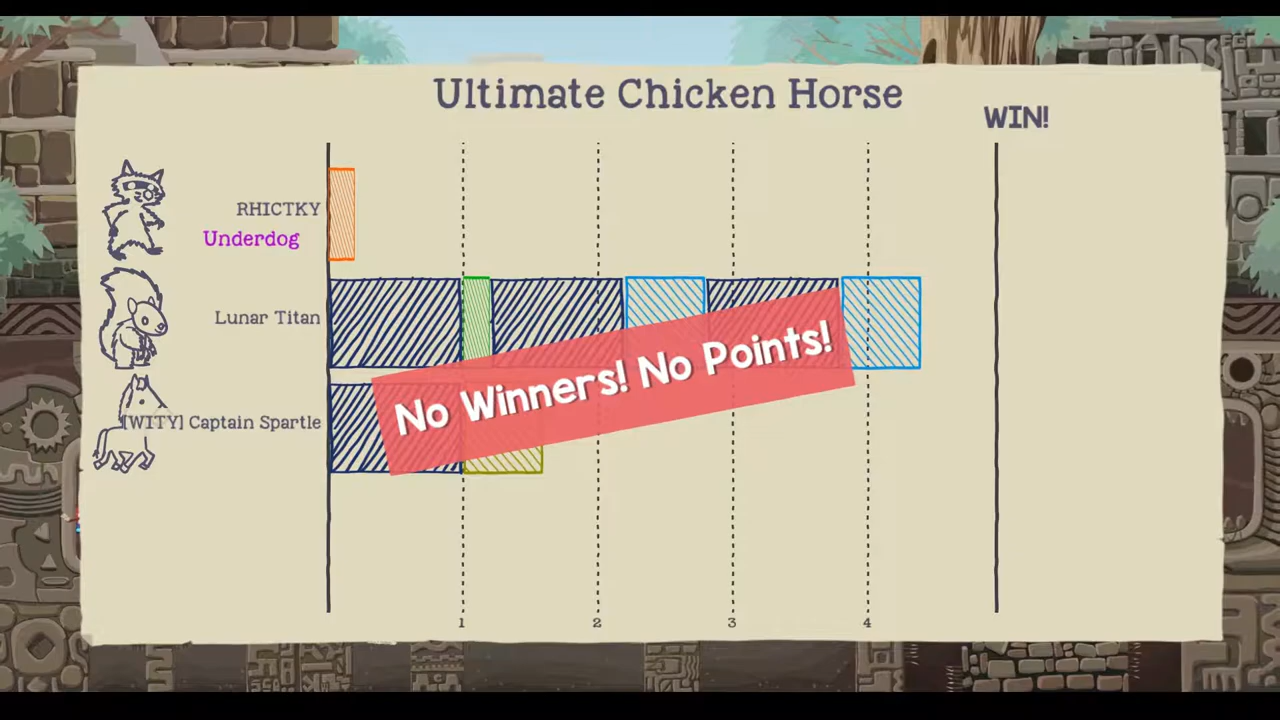 Ultimate Chicken Horse
WIN!
RHICTKY
Underdog
Lunar Titan
No Winners! No Points!
[WITY] Captain Spartle
1 2 3 4